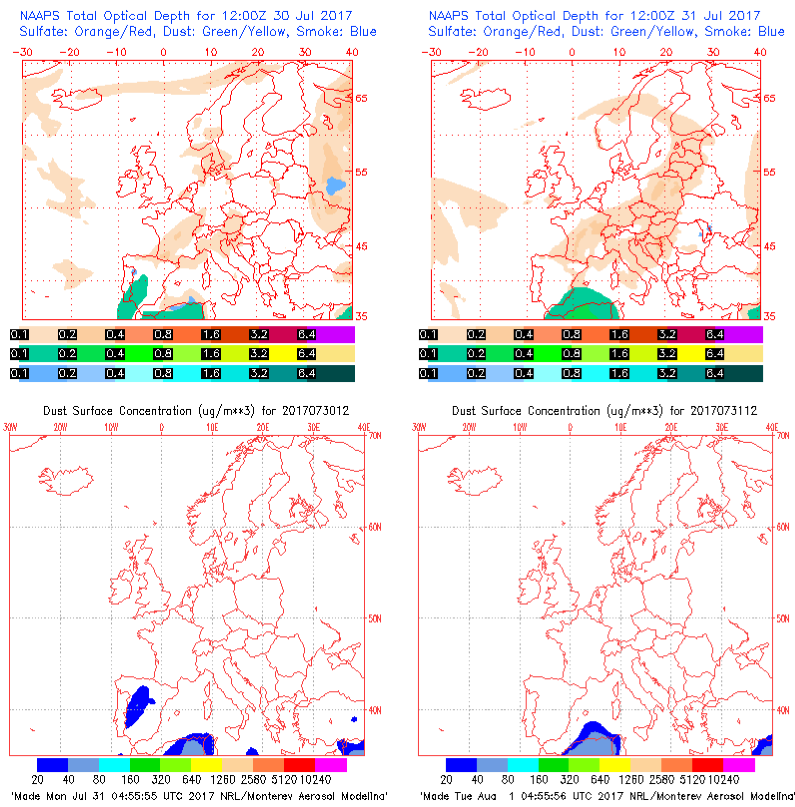 NAAPS Total Optical Depth for 12:00Z 30 Jul 2017
Sulfate: Orange/Red, Dust: Green/Yellow, Smoke: Blue
-30 -20 -10 0 10 20 30 40
65
55
45
35
0.1 0.2 0.4 0.8 1.6 3.2 6.4
0.1 0.2 0.4 0.8 1.6 3.2 6.4
0.1 0.2 0.4 0.8 1.6 3.2 6.4
NAAPS Total Optical Depth for 12:00Z 31 Jul 2017
Sulfate: Orange/Red, Dust: Green/Yellow, Smoke: Blue
-30 -20 -10 0 10 20 30 40
65
55
45
35
0.1 0.2 0.4 0.8 1.6 3.2 6.4
0.1 0.2 0.4 0.8 1.6 3.2 6.4
0.1 0.2 0.4 0.8 1.6 3.2 6.4
Dust Surface Concentration (ug/m**3) for 2017073012
30W 20W 10W 0 10E 20E 30E 40E
70N
60N
50N
40N
20 40 80 160 320 640 1280 2560 5120 10240
'Made Mon Jul 31 04:55:55 UTC 2017 NRL/Monterey Aerosol Modeling'
Dust Surface Concentration (ug/m**3) for 2017073112
30W 20W 10W 0 10E 20E 30E 40E
70N
60N
50N
40N
20 40 80 160 320 640 1280 2560 5120 10240
'Made Tue Aug 1 04:55:56 UTC 2017 NRL/Monterey Aerosol Modeling'